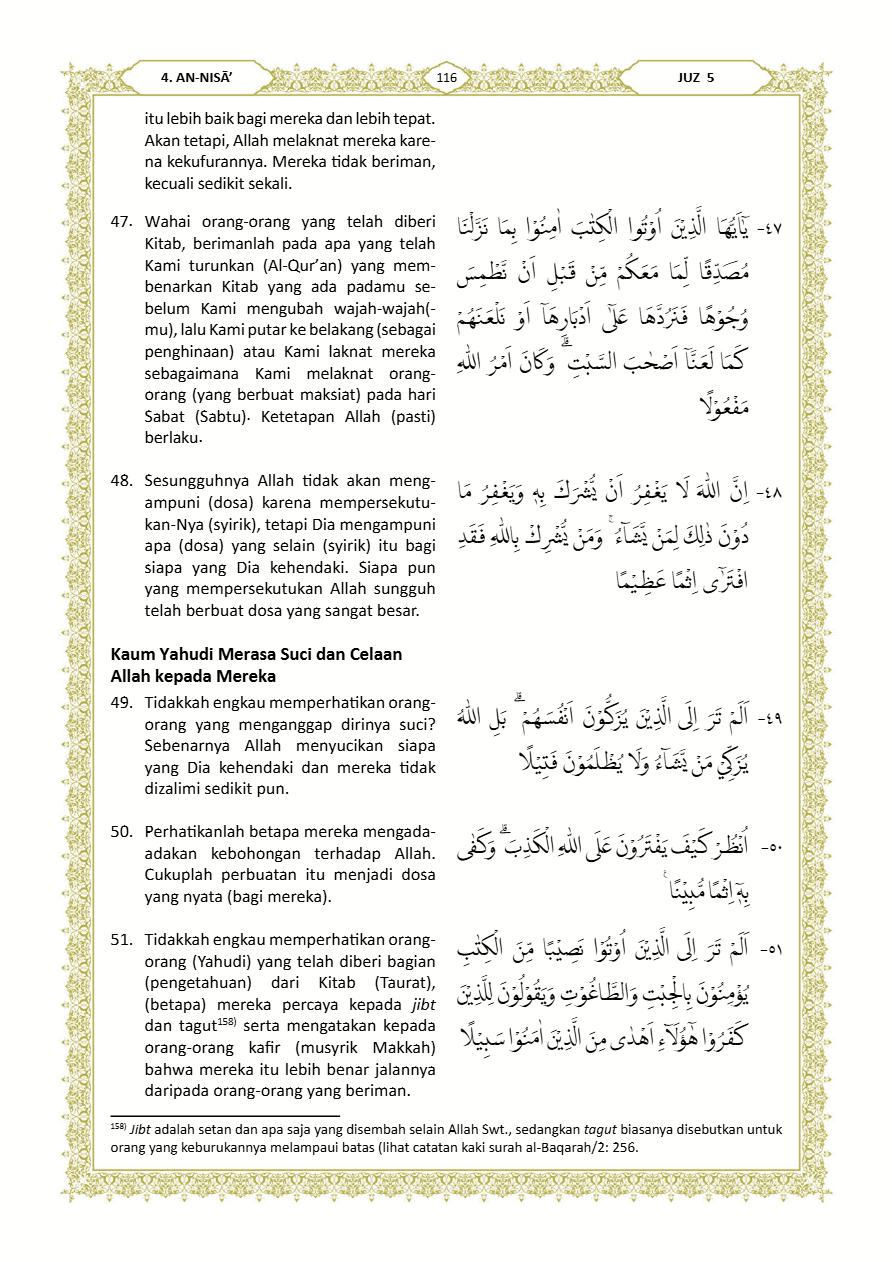 4. AN-NISĀ’
116
JUZ 5
itu lebih baik bagi mereka dan lebih tepat.
Akan tetapi, Allah melaknat mereka kare-
na kekufurannya. Mereka tidak beriman,
kecuali sedikit sekali.
47. Wahai orang-orang yang telah diberi
Kitab, berimanlah pada apa yang telah
Kami turunkan (Al-Qur’an) yang mem-
benarkan Kitab yang ada padamu se-
belum Kami mengubah wajah-wajah(-
mu), lalu Kami putar ke belakang (sebagai
penghinaan) atau Kami laknat mereka
sebagaimana Kami melaknat orang-
orang (yang berbuat maksiat) pada hari
Sabat (Sabtu). Ketetapan Allah (pasti)
berlaku.
٤٧- يٰٓاَيُّهَا الَّذِيْنَ اُوْتُوا الْكِتٰبَ اٰمِنُوْا بِمَا نَزَّلْنَا
مُصَدِّقًا لِّمَا مَعَكُمْ مِّنْ قَبْلِ اَنْ نَّطْمِسَ
وُجُوْهًا فَنَرُدَّهَا عَلٰٓى اَدْبَارِهَآ اَوْ نَلْعَنَهُمْ
كَمَا لَعَنَّآ اَصْحٰبَ السَّبْتِ ۗ وَكَانَ اَمْرُ اللّٰهِ
مَفْعُوْلًا
48. Sesungguhnya Allah tidak akan meng-
ampuni (dosa) karena mempersekutu-
kan-Nya (syirik), tetapi Dia mengampuni
apa (dosa) yang selain (syirik) itu bagi
siapa yang Dia kehendaki. Siapa pun
yang mempersekutukan Allah sungguh
telah berbuat dosa yang sangat besar.
٤٨- اِنَّ اللّٰهَ لَا يَغْفِرُ اَنْ يُّشْرَكَ بِهٖ وَيَغْفِرُ مَا
دُوْنَ ذٰلِكَ لِمَنْ يَّشَاۤءُ ۚ وَمَنْ يُّشْرِكْ بِاللّٰهِ فَقَدِ
افْتَرٰٓى اِثْمًا عَظِيْمًا
Kaum Yahudi Merasa Suci dan Celaan
Allah kepada Mereka
49. Tidakkah engkau memperhatikan orang-
orang yang menganggap dirinya suci?
Sebenarnya Allah menyucikan siapa
yang Dia kehendaki dan mereka tidak
dizalimi sedikit pun.
٤٩- اَلَمْ تَرَ اِلَى الَّذِيْنَ يُزَكُّوْنَ اَنْفُسَهُمْ ۗ بَلِ اللّٰهُ
يُزَكِّيْ مَنْ يَّشَاۤءُ وَلَا يُظْلَمُوْنَ فَتِيْلًا
50. Perhatikanlah betapa mereka mengada-
adakan kebohongan terhadap Allah.
Cukuplah perbuatan itu menjadi dosa
yang nyata (bagi mereka).
٥٠- اُنْظُرْ كَيْفَ يَفْتَرُوْنَ عَلَى اللّٰهِ الْكَذِبَ ۗ وَكَفٰى
بِهٖٓ اِثْمًا مُّبِيْنًا ۚ
51. Tidakkah engkau memperhatikan orang-
orang (Yahudi) yang telah diberi bagian
(pengetahuan) dari Kitab (Taurat),
(betapa) mereka percaya kepada jibt
dan tagut¹⁵⁸⁾ serta mengatakan kepada
orang-orang kafir (musyrik Makkah)
bahwa mereka itu lebih benar jalannya
daripada orang-orang yang beriman.
٥١- اَلَمْ تَرَ اِلَى الَّذِيْنَ اُوْتُوْا نَصِيْبًا مِّنَ الْكِتٰبِ
يُؤْمِنُوْنَ بِالْجِبْتِ وَالطَّاغُوْتِ وَيَقُوْلُوْنَ لِلَّذِيْنَ
كَفَرُوْا هٰٓؤُلَاۤءِ اَهْدٰى مِنَ الَّذِيْنَ اٰمَنُوْا سَبِيْلًا
¹⁵⁸⁾ Jibt adalah setan dan apa saja yang disembah selain Allah Swt., sedangkan tagut biasanya disebutkan untuk
orang yang keburukannya melampaui batas (lihat catatan kaki surah al-Baqarah/2: 256.